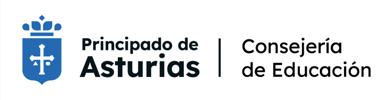 Principado de
Asturias
Consejería
de Educación